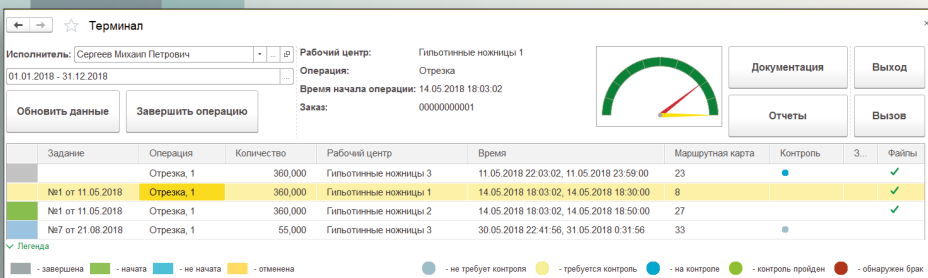 Терминал
Исполнитель: Сергеев Михаил Петрович
01.01.2018 - 31.12.2018
Обновить данные Завершить операцию
Рабочий центр: Гильотинные ножницы 1
Операция: Отрезка
Время начала операции: 14.05.2018 18:03:02
Заказ: 00000000001
Документация Выход
Отчеты Вызов
Задание Операция Количество Рабочий центр Время Маршрутная карта Контроль З... Файлы
Отрезка, 1 360,000 Гильотинные ножницы 3 11.05.2018 22:03:02, 11.05.2018 23:59:00 23
№1 от 11.05.2018 Отрезка, 1 360,000 Гильотинные ножницы 1 14.05.2018 18:03:02, 14.05.2018 18:30:00 8
№1 от 11.05.2018 Отрезка, 1 360,000 Гильотинные ножницы 2 14.05.2018 18:03:02, 14.05.2018 18:50:00 27
№7 от 21.08.2018 Отрезка, 1 55,000 Гильотинные ножницы 3 30.05.2018 22:41:56, 31.05.2018 0:31:56 33
Легенда
- завершена - начата - не начата - отменена - не требует контроля - требуется контроль - на контроле - контроль пройден - обнаружен брак